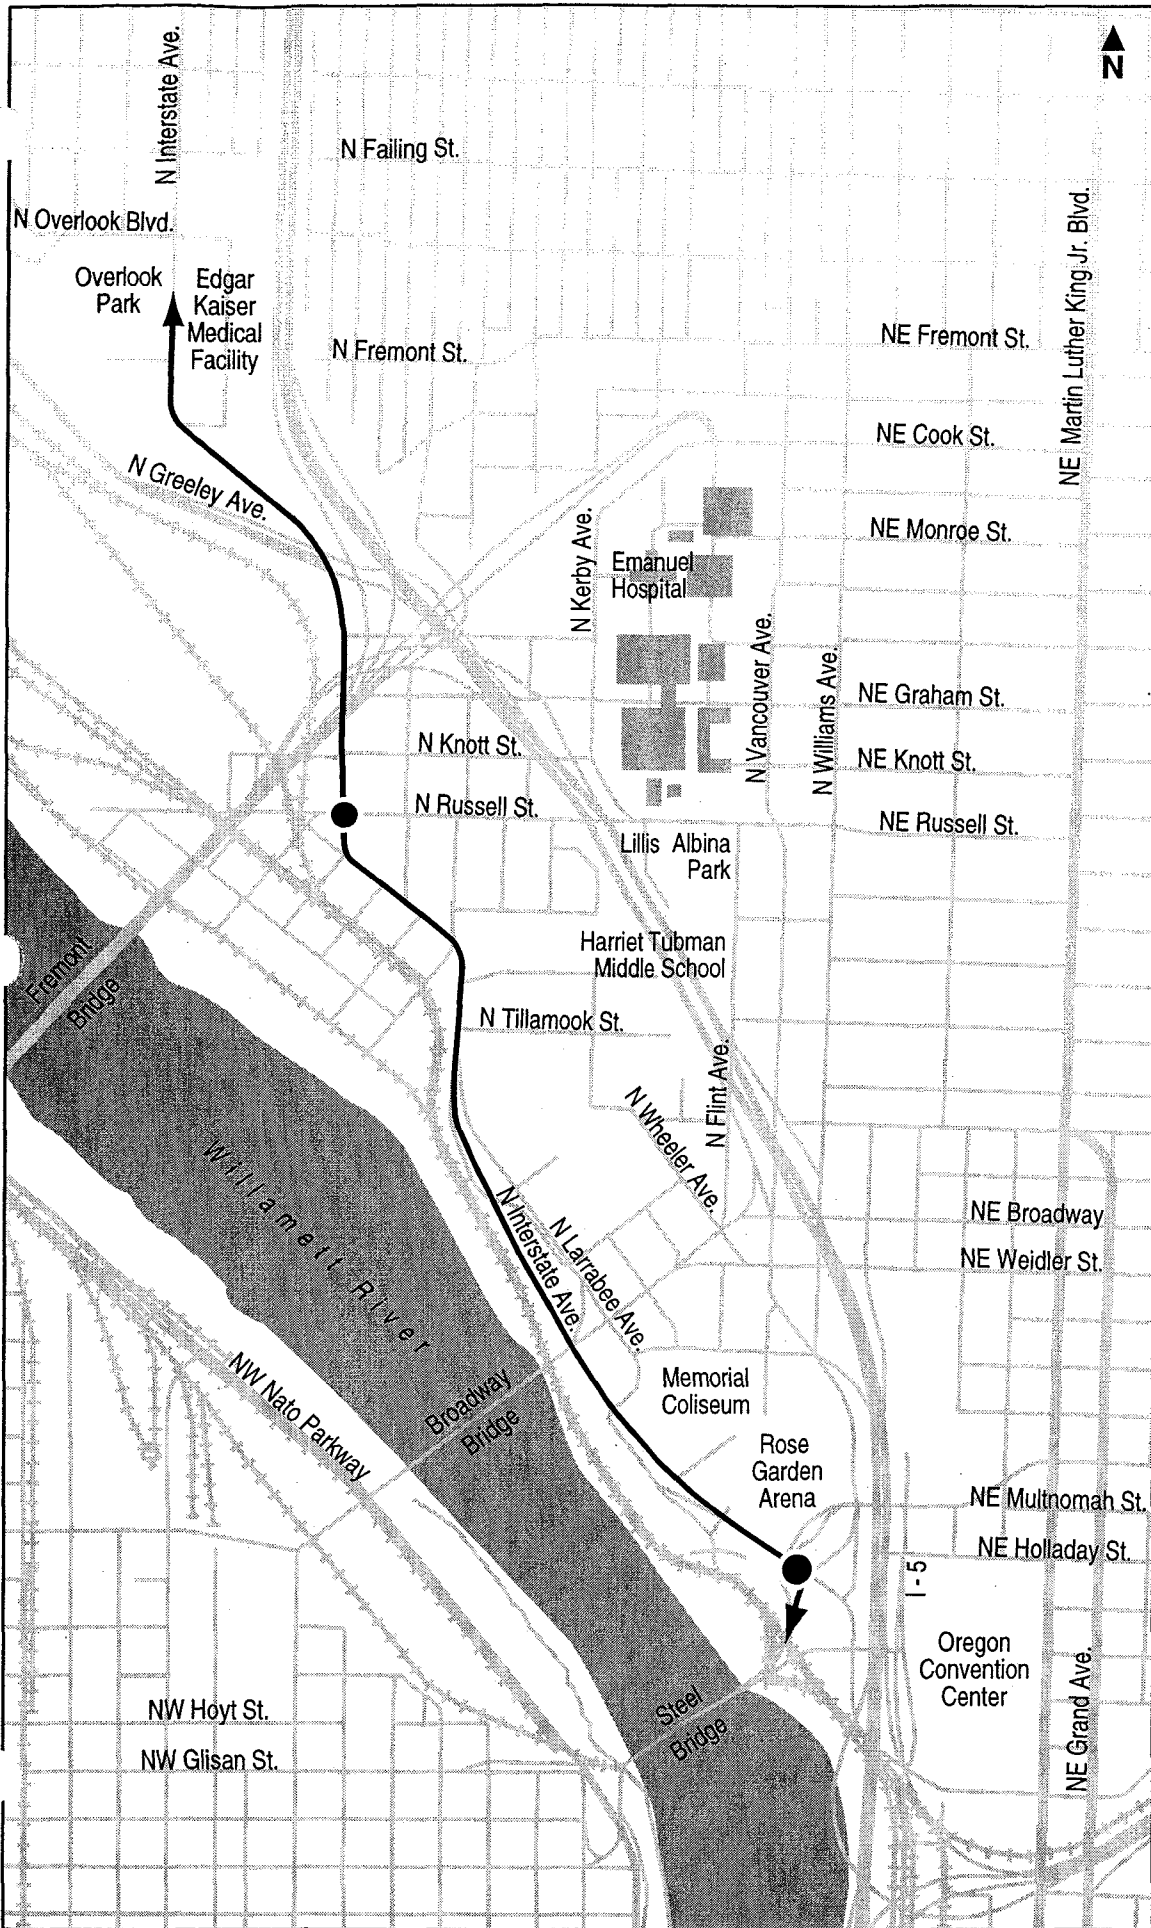 N
N Interstate Ave.
N Failing St.
N Overlook Blvd.
NE Martin Luther King Jr. Blvd.
Overlook
Park
Edgar
Kaiser
Medical
Facility
N Fremont St.
NE Fremont St.
NE Cook St.
N Greeley Ave.
NE Monroe St.
N Kerby Ave.
Emanuel
Hospital
N Vancouver Ave.
N Williams Ave.
NE Graham St.
N Knott St.
NE Knott St.
N Russell St.
NE Russell St.
Lillis Albina
Park
Harriet Tubman
Middle School
Fremont
Bridge
N Tillamook St.
N Flint Ave.
N Wheeler Ave.
Willamett River
N Interstate Ave.
N Larrabee Ave.
NE Broadway
NE Weidler St.
NW Nato Parkway
Broadway
Bridge
Memorial
Coliseum
Rose
Garden
Arena
NE Multnomah St.
NE Holladay St.
I-5
Oregon
Convention
Center
NE Grand Ave.
Steel
Bridge
NW Hoyt St.
NW Glisan St.